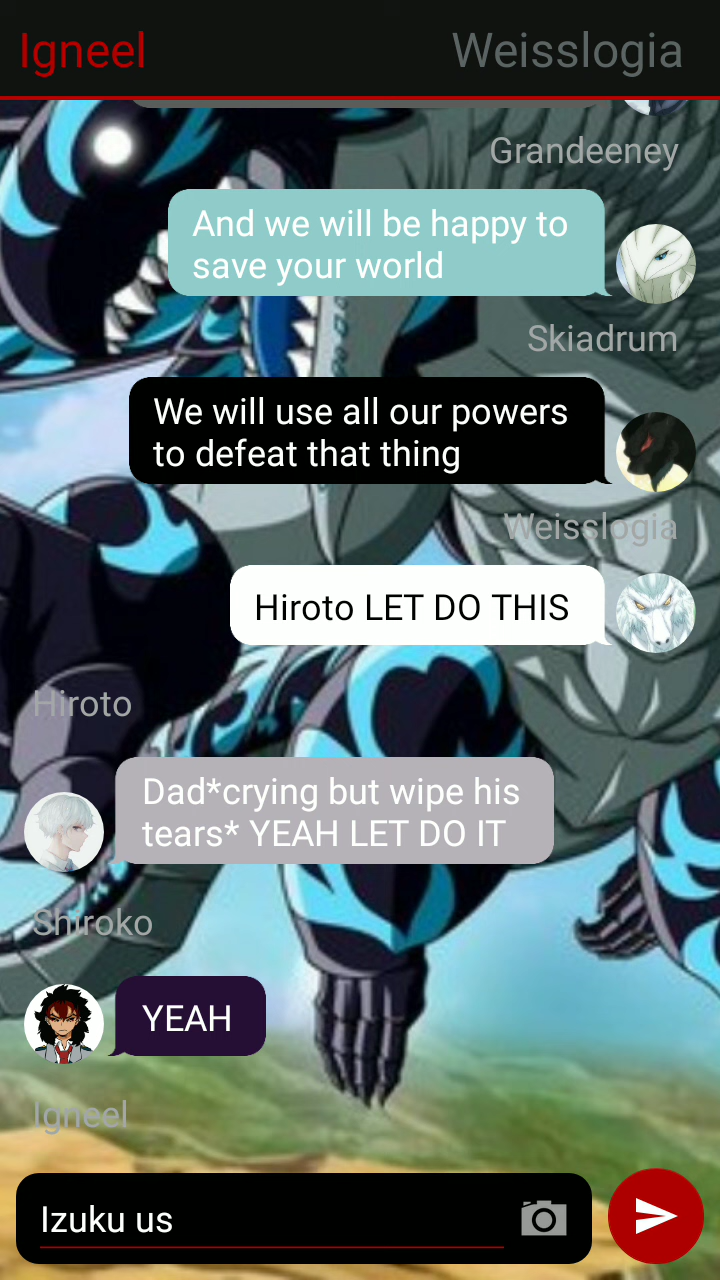 Igneel
Weisslogia
Grandeeney
And we will be happy to
save your world
Skiadrum
We will use all our powers
to defeat that thing
Weisslogia
Hiroto LET DO THIS
Hiroto
Dad*crying but wipe his
tears* YEAH LET DO IT
Shiroko
YEAH
Igneel
Izuku us